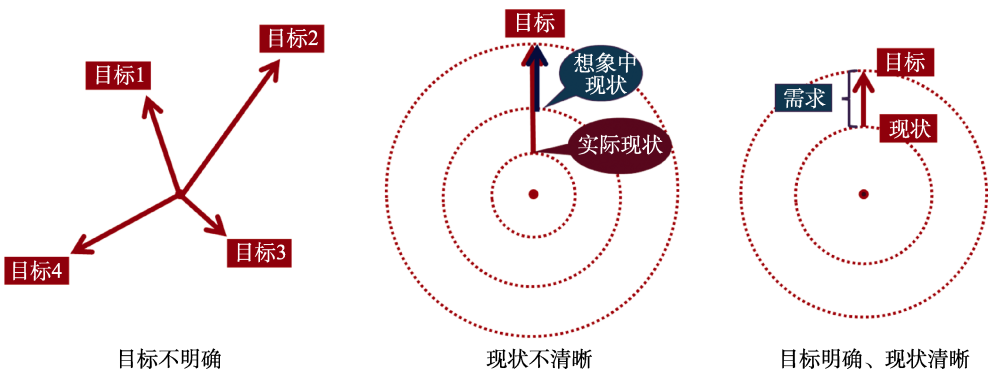 目标1
目标2
目标3
目标4
目标不明确
目标
想象中
现状
实际现状
现状不清晰
目标
需求
现状
目标明确、现状清晰